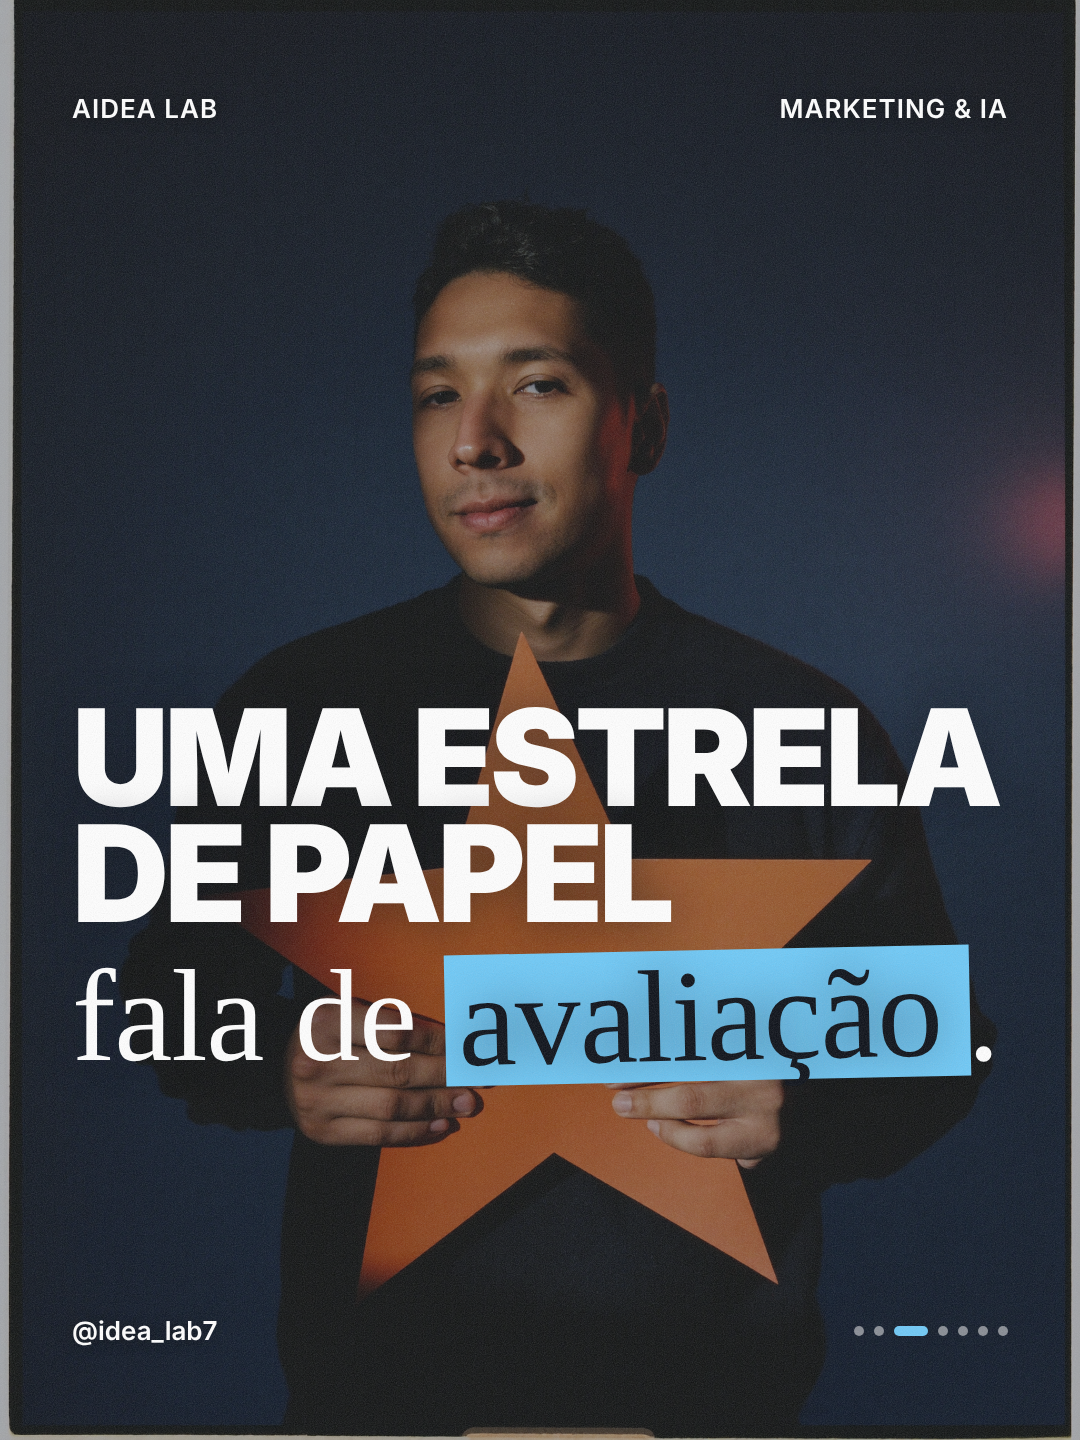 AIDEA LAB
MARKETING & IA
UMA ESTRELA
DE PAPEL
fala de avaliação.
@idea_lab7